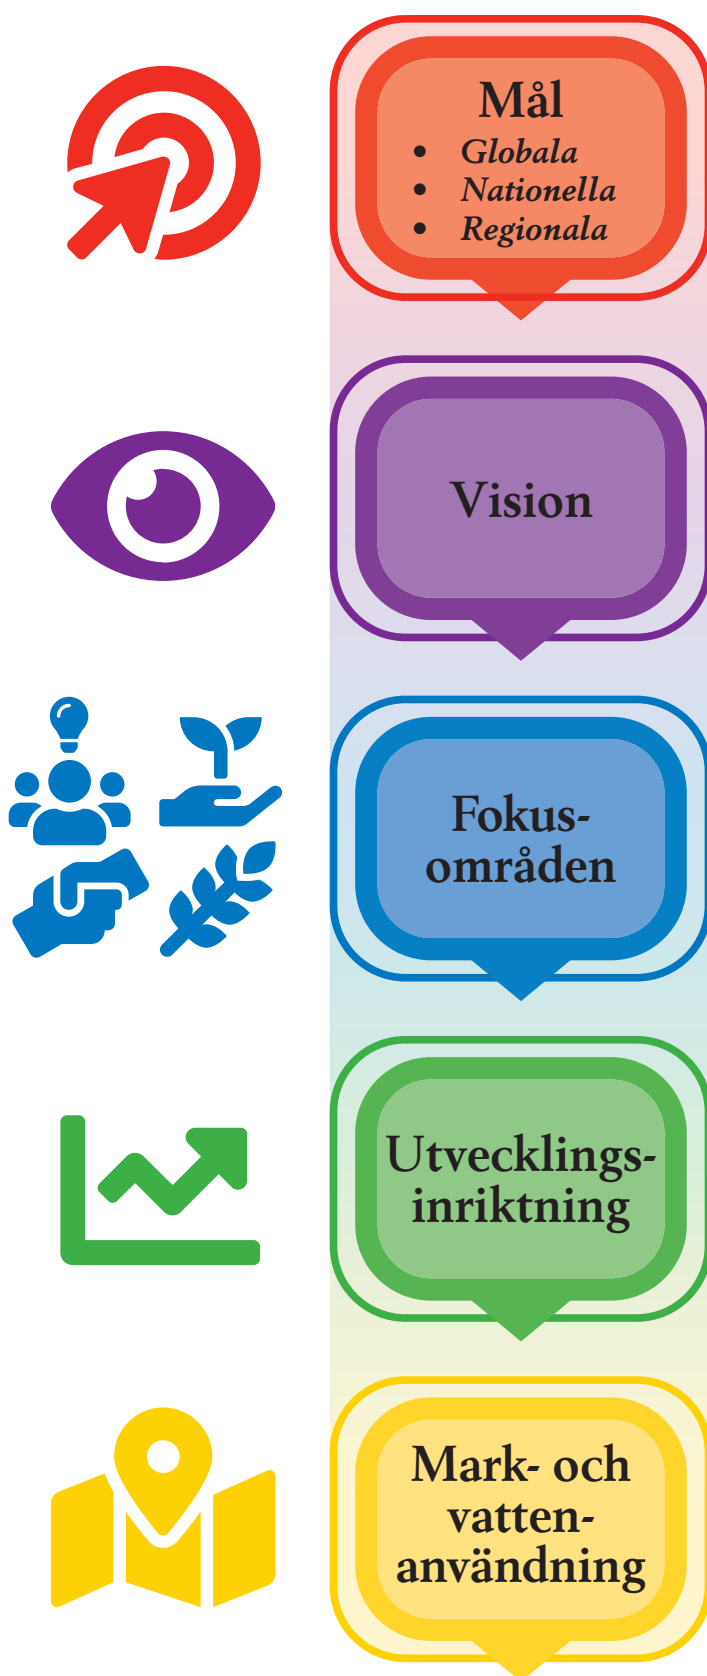 Mål
• Globala
• Nationella
• Regionala
Vision
Fokus-
områden
Utvecklings-
inriktning
Mark- och
vatten-
användning